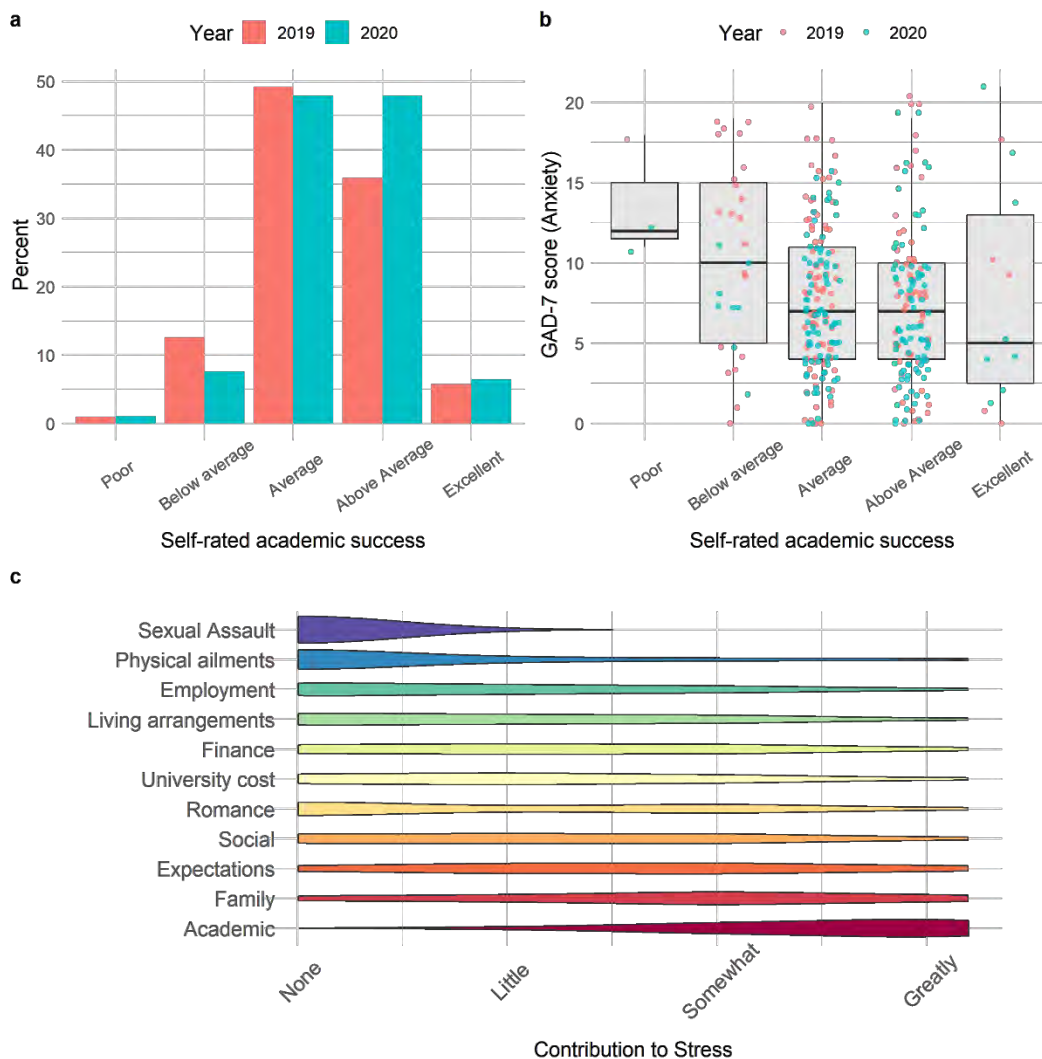 a
Year 2019 2020
50
40
30
20
10
0
Percent
Poor
Below average
Average
Above Average
Excellent
Self-rated academic success
b
Year 2019 2020
20
15
10
5
0
GAD-7 score (Anxiety)
Poor
Below average
Average
Above Average
Excellent
Self-rated academic success
c
Sexual Assault
Physical ailments
Employment
Living arrangements
Finance
University cost
Romance
Social
Expectations
Family
Academic
None
Little
Somewhat
Greatly
Contribution to Stress